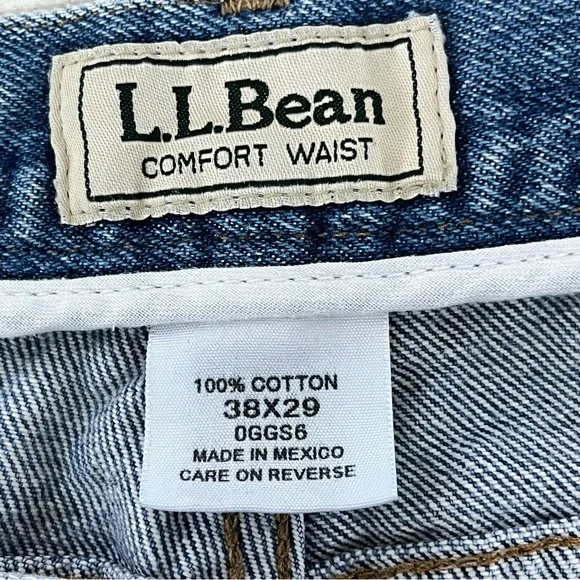 L.L.Bean
COMFORT WAIST
100% COTTON
38X29
0GGS6
MADE IN MEXICO
CARE ON REVERSE